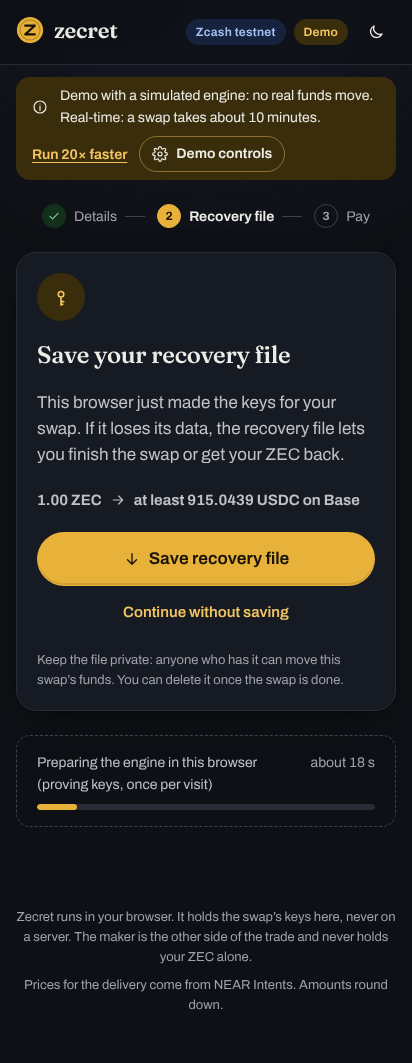 zecret
Zcash testnet
Demo
Demo with a simulated engine: no real funds move.
Real-time: a swap takes about 10 minutes.
Run 20× faster
Demo controls
Details
2 Recovery file
3 Pay
Save your recovery file
This browser just made the keys for your
swap. If it loses its data, the recovery file lets
you finish the swap or get your ZEC back.
1.00 ZEC → at least 915.0439 USDC on Base
↓ Save recovery file
Continue without saving
Keep the file private: anyone who has it can move this
swap’s funds. You can delete it once the swap is done.
Preparing the engine in this browser about 18 s
(proving keys, once per visit)
Zecret runs in your browser. It holds the swap’s keys here, never on
a server. The maker is the other side of the trade and never holds
your ZEC alone.
Prices for the delivery come from NEAR Intents. Amounts round
down.